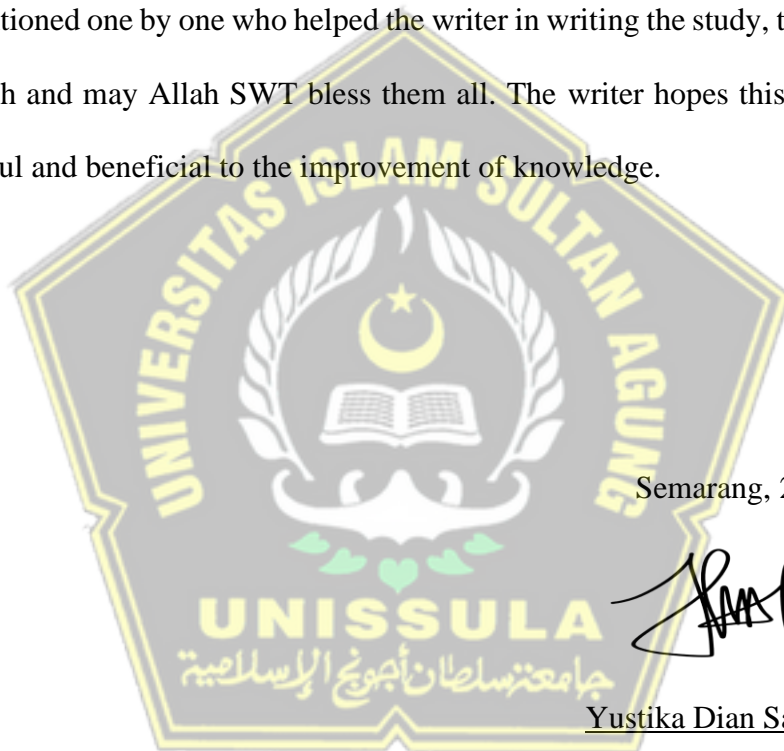 tioned one by one who helped the writer in writing the study, t
h and may Allah SWT bless them all. The writer hopes this
ul and beneficial to the improvement of knowledge.
UNIVERSITAS ISLAM SULTAN AGUNG
Semarang, 2
UNISSULA
جامعة سلطان أجونج الإسلامية
Yustika Dian Sa